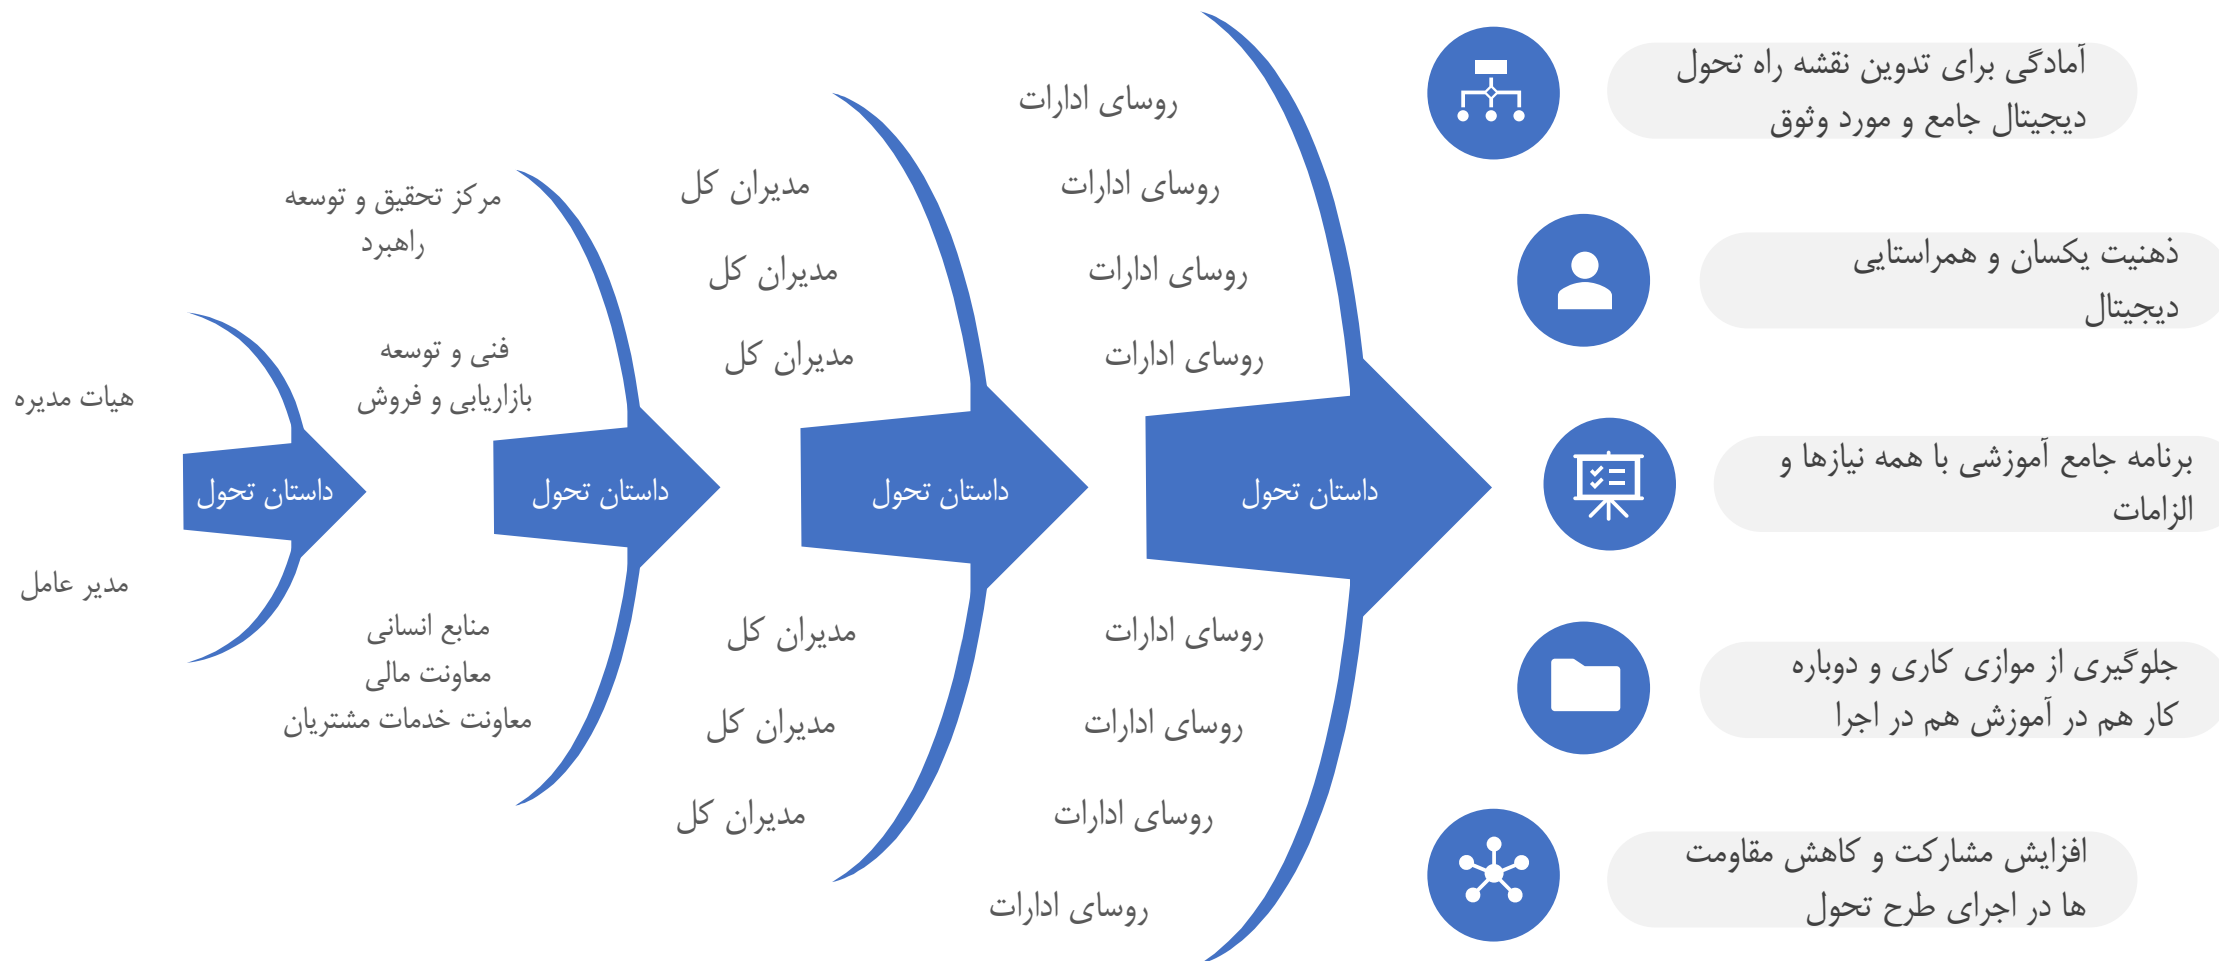 هیات مدیره
مدیر عامل
داستان تحول
مرکز تحقیق و توسعه
راهبرد
فنی و توسعه
بازاریابی و فروش
منابع انسانی
معاونت مالی
معاونت خدمات مشتریان
داستان تحول
مدیران کل
مدیران کل
مدیران کل
مدیران کل
مدیران کل
مدیران کل
داستان تحول
روسای ادارات
روسای ادارات
روسای ادارات
روسای ادارات
روسای ادارات
روسای ادارات
روسای ادارات
روسای ادارات
داستان تحول
آمادگی برای تدوین نقشه راه تحول
دیجیتال جامع و مورد وثوق
ذهنیت یکسان و همراستایی
دیجیتال
برنامه جامع آموزشی با همه نیازها و
الزامات
جلوگیری از موازی کاری و دوباره
کار هم در آموزش هم در اجرا
افزایش مشارکت و کاهش مقاومت
ها در اجرای طرح تحول